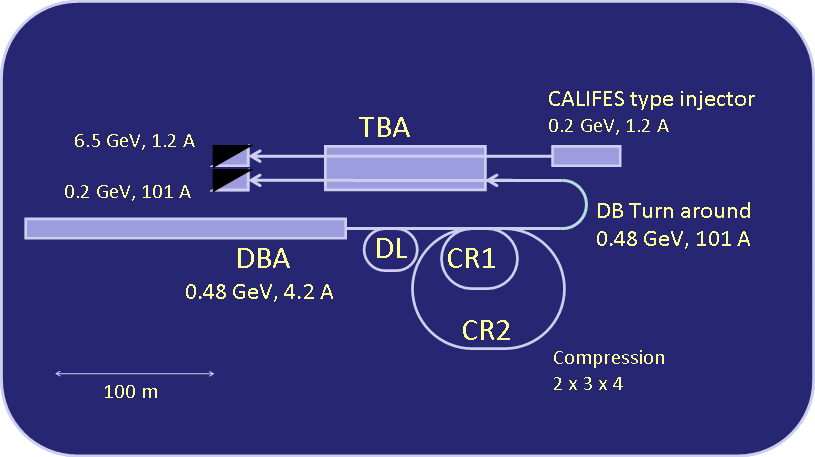 CALIFES type injector
0.2 GeV, 1.2 A
TBA
6.5 GeV, 1.2 A
0.2 GeV, 101 A
DB Turn around
0.48 GeV, 101 A
DL
CR1
DBA
0.48 GeV, 4.2 A
CR2
Compression
2 x 3 x 4
100 m